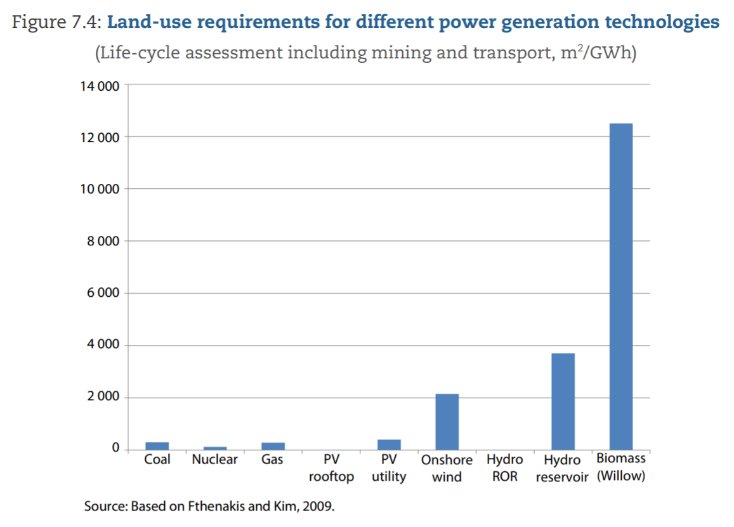 Figure 7.4: Land-use requirements for different power generation technologies
(Life-cycle assessment including mining and transport, m²/GWh)
14 000
12 000
10 000
8 000
6 000
4 000
2 000
0
Coal Nuclear Gas PV PV Onshore Hydro Hydro Biomass
rooftop utility wind ROR reservoir (Willow)
Source: Based on Fthenakis and Kim, 2009.